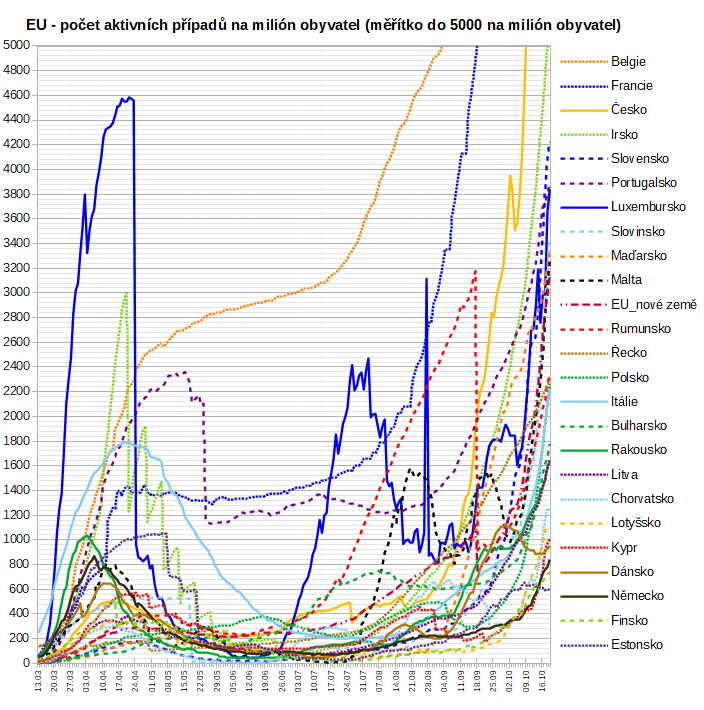 EU - počet aktivních případů na milión obyvatel (měřítko do 5000 na milión obyvatel)
5000
4800
4600
4400
4200
4000
3800
3600
3400
3200
3000
2800
2600
2400
2200
2000
1800
1600
1400
1200
1000
800
600
400
200
0
Belgie
Francie
Česko
Irsko
Slovensko
Portugalsko
Luxembursko
Slovinsko
Maďarsko
Malta
EU_nové země
Rumunsko
Řecko
Polsko
Itálie
Bulharsko
Rakousko
Litva
Chorvatsko
Lotyšsko
Kypr
Dánsko
Německo
Finsko
Estonsko
13.03 20.03 27.03 03.04 10.04 17.04 24.04 01.05 08.05 15.05 22.05 29.05 05.06 12.06 19.06 26.06 03.07 10.07 17.07 24.07 31.07 07.08 14.08 21.08 28.08 04.09 11.09 18.09 25.09 02.10 09.10 16.10